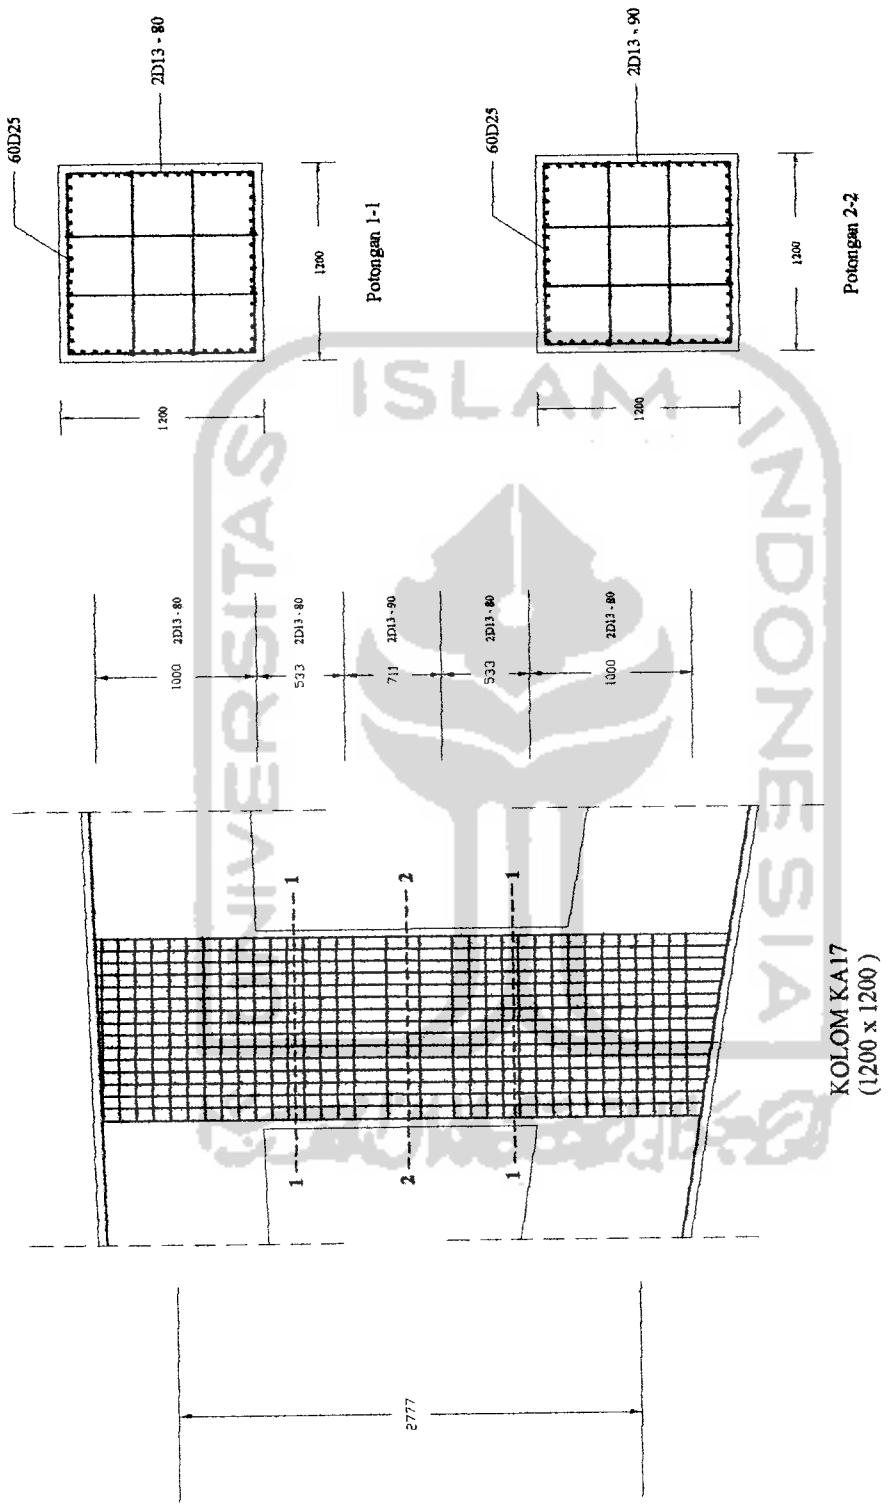 60D25
2D13 - 80
1200
1200
Potongan 1-1
60D25
2D13 - 90
1200
1200
Potongan 2-2
1000 2D13 - 80
533 2D13 - 80
711 2D13 - 90
533 2D13 - 80
1000 2D13 - 80
1 1
2 2
1 1
2777
KOLOM KA17
(1200 x 1200 )
UNIVERSITAS
ISLAM
INDONESIA